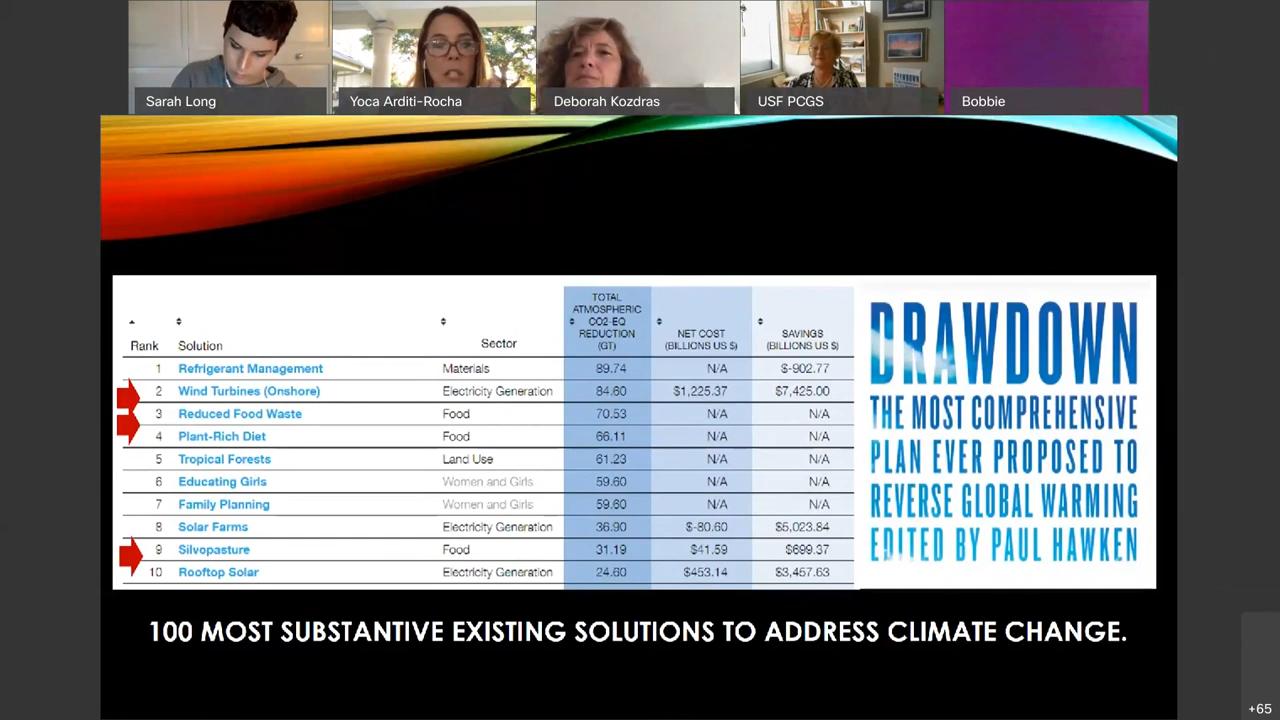 Sarah Long
Yoca Arditi-Rocha
Deborah Kozdras
USF PCGS
Bobbie
DRAWDOWN
Rank Solution Sector TOTAL ATMOSPHERIC CO2-EQ REDUCTION (GT) NET COST (BILLIONS US $) SAVINGS (BILLIONS US $)
1 Refrigerant Management Materials 89.74 N/A $-902.77
2 Wind Turbines (Onshore) Electricity Generation 84.60 $1,225.37 $7,425.00
3 Reduced Food Waste Food 70.53 N/A N/A
4 Plant-Rich Diet Food 66.11 N/A N/A
5 Tropical Forests Land Use 61.23 N/A N/A
6 Educating Girls Women and Girls 59.60 N/A N/A
7 Family Planning Women and Girls 59.60 N/A N/A
8 Solar Farms Electricity Generation 36.90 $-80.60 $5,023.84
9 Silvopasture Food 31.19 $41.59 $699.37
10 Rooftop Solar Electricity Generation 24.60 $453.14 $3,457.63
DRAWDOWN
THE MOST COMPREHENSIVE
PLAN EVER PROPOSED TO
REVERSE GLOBAL WARMING
EDITED BY PAUL HAWKEN
100 MOST SUBSTANTIVE EXISTING SOLUTIONS TO ADDRESS CLIMATE CHANGE.
+65